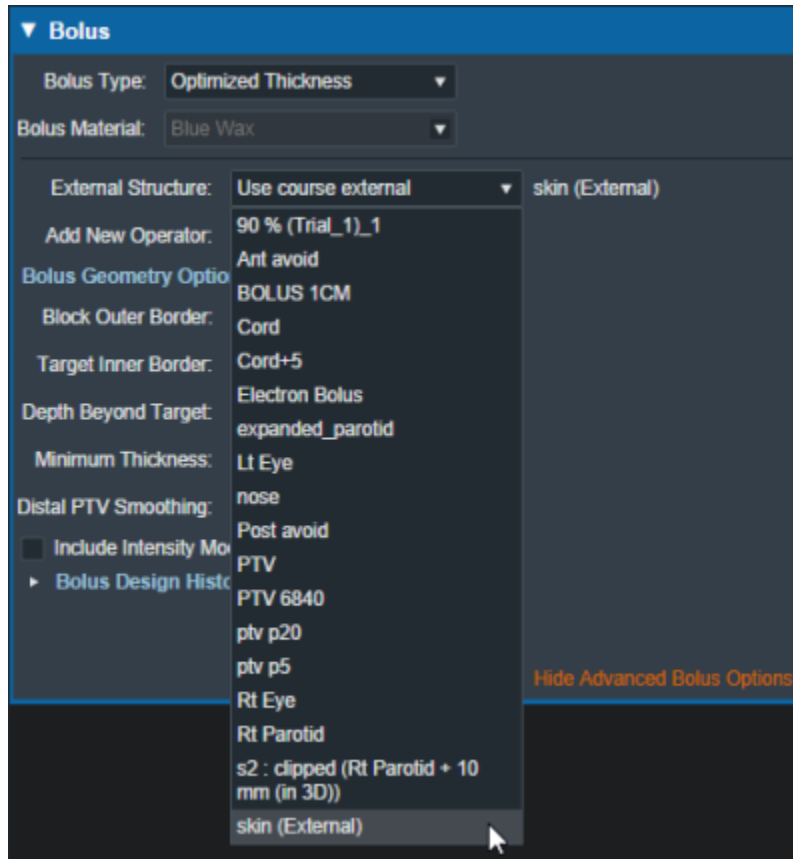 ▼ Bolus
Bolus Type: Optimized Thickness ▼
Bolus Material: Blue Wax ▼
External Structure: Use course external ▼ skin (External)
Add New Operator:
Bolus Geometry Optio
Block Outer Border:
Target Inner Border:
Depth Beyond Target:
Minimum Thickness:
Distal PTV Smoothing:
Include Intensity Mo
▸ Bolus Design Histo
90 % (Trial_1)_1
Ant avoid
BOLUS 1CM
Cord
Cord+5
Electron Bolus
expanded_parotid
Lt Eye
nose
Post avoid
PTV
PTV 6840
ptv p20
ptv p5
Rt Eye
Rt Parotid
s2 : clipped (Rt Parotid + 10
mm (in 3D))
skin (External)
Hide Advanced Bolus Options